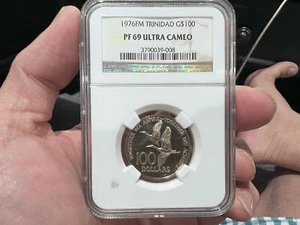 1976FM TRINIDAD G$100
PF 69 ULTRA CAMEO
3790039-008
100
DOLLARS